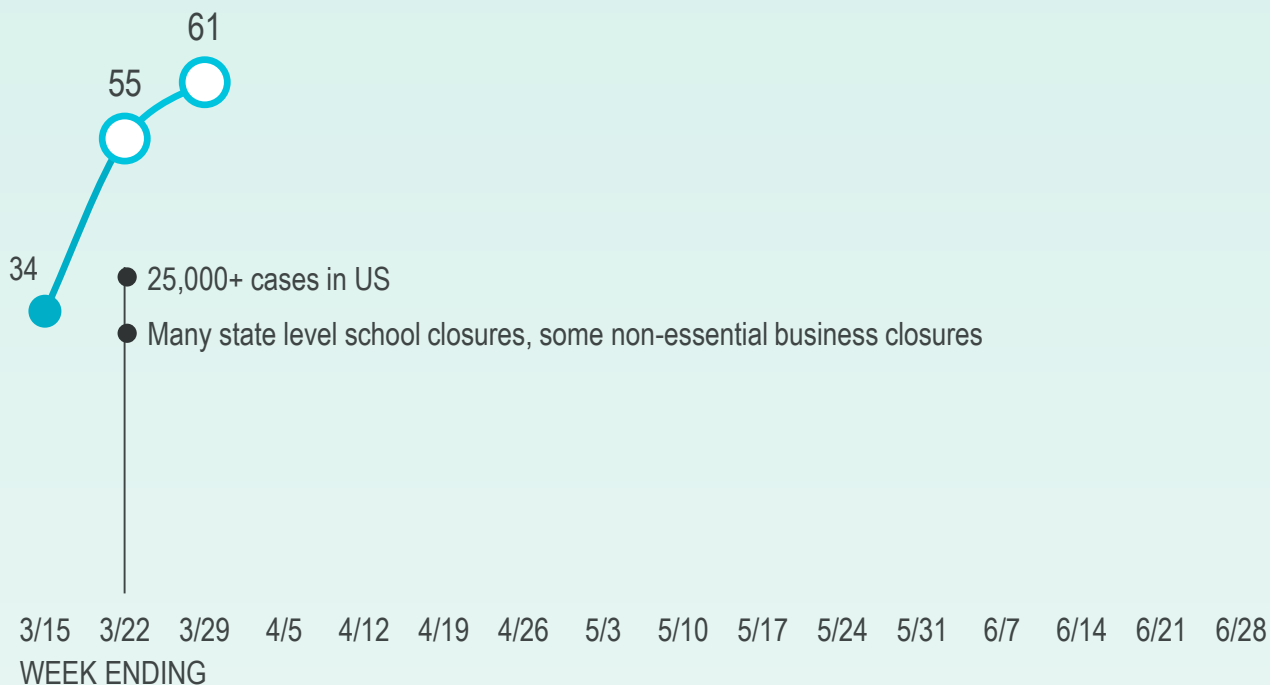 61
55
34
25,000+ cases in US
Many state level school closures, some non-essential business closures
3/15 3/22 3/29 4/5 4/12 4/19 4/26 5/3 5/10 5/17 5/24 5/31 6/7 6/14 6/21 6/28
WEEK ENDING